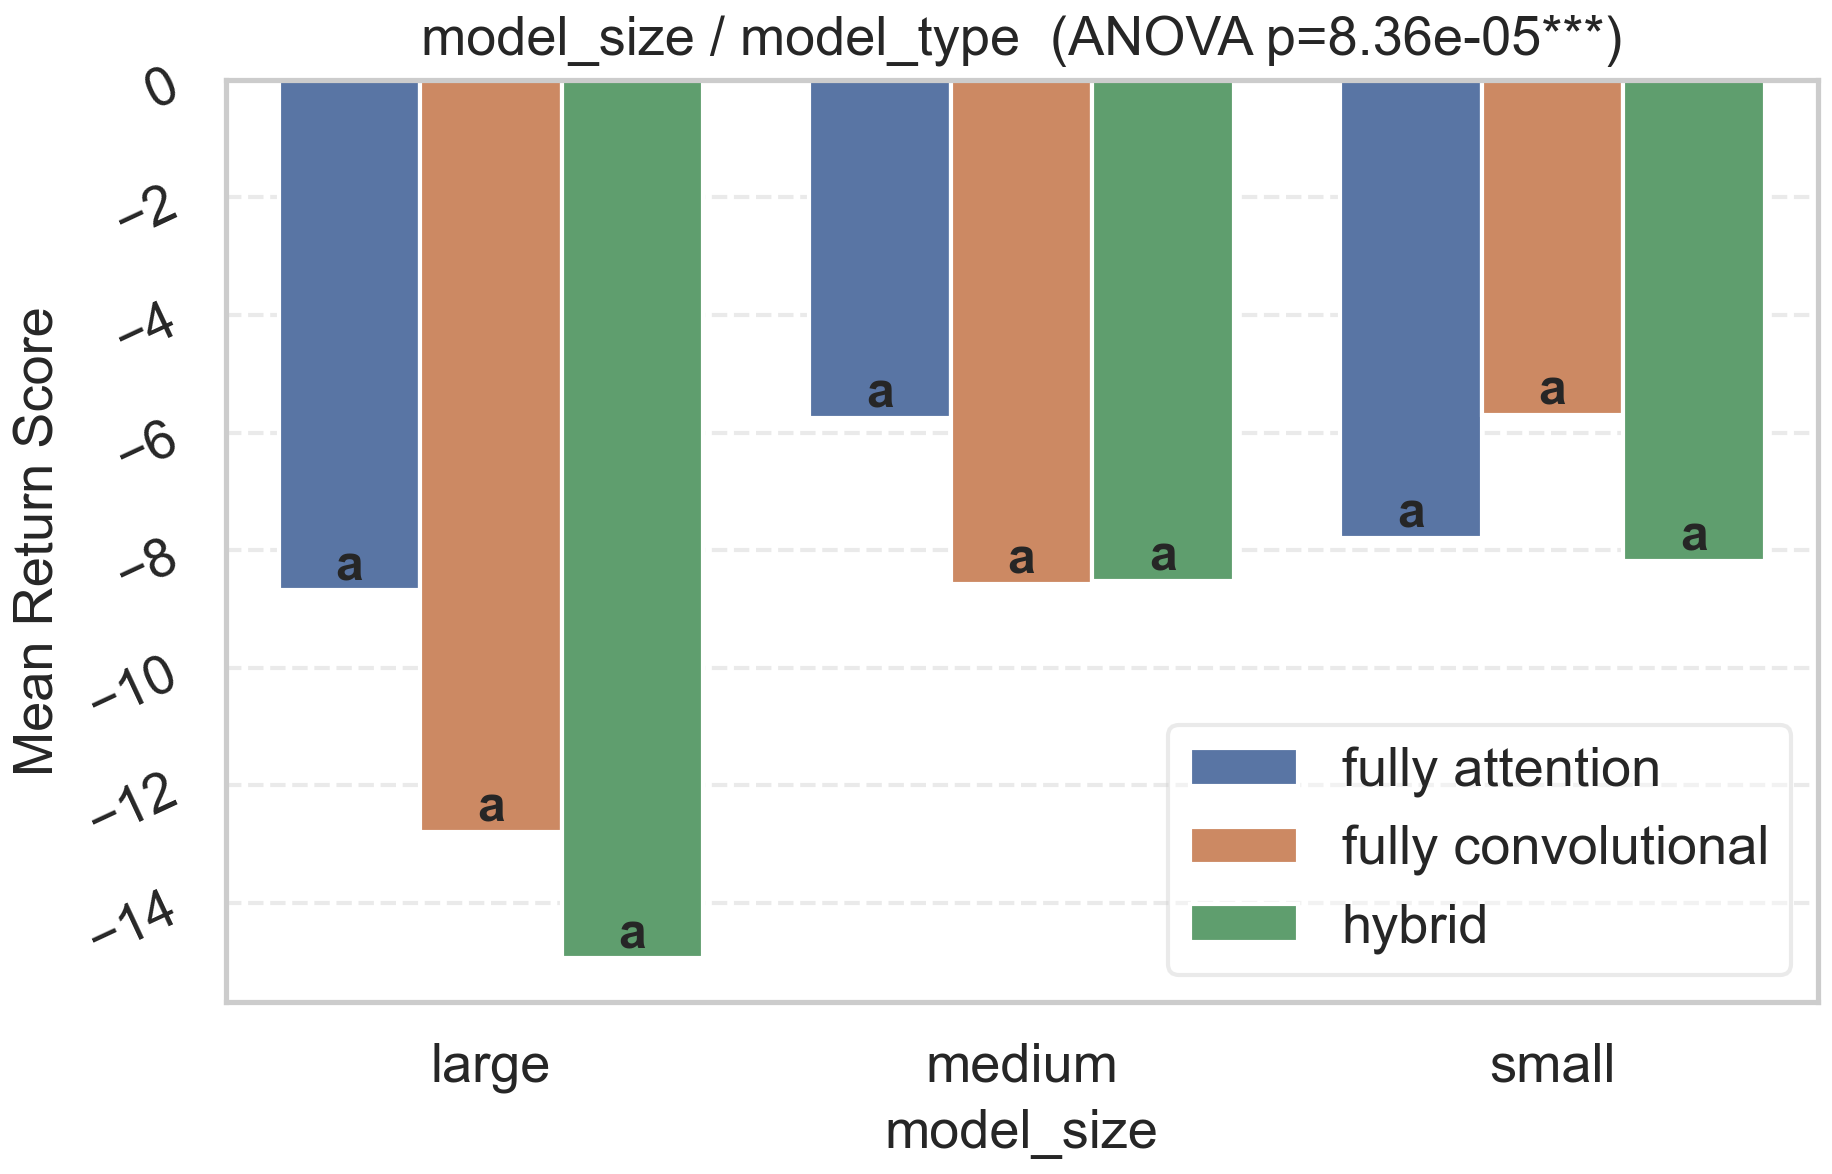 model_size / model_type (ANOVA p=8.36e-05***)
Mean Return Score
0
−2
−4
−6
−8
−10
−12
−14
a
a
a
a
a
a
a
a
a
fully attention
fully convolutional
hybrid
large
medium
small
model_size